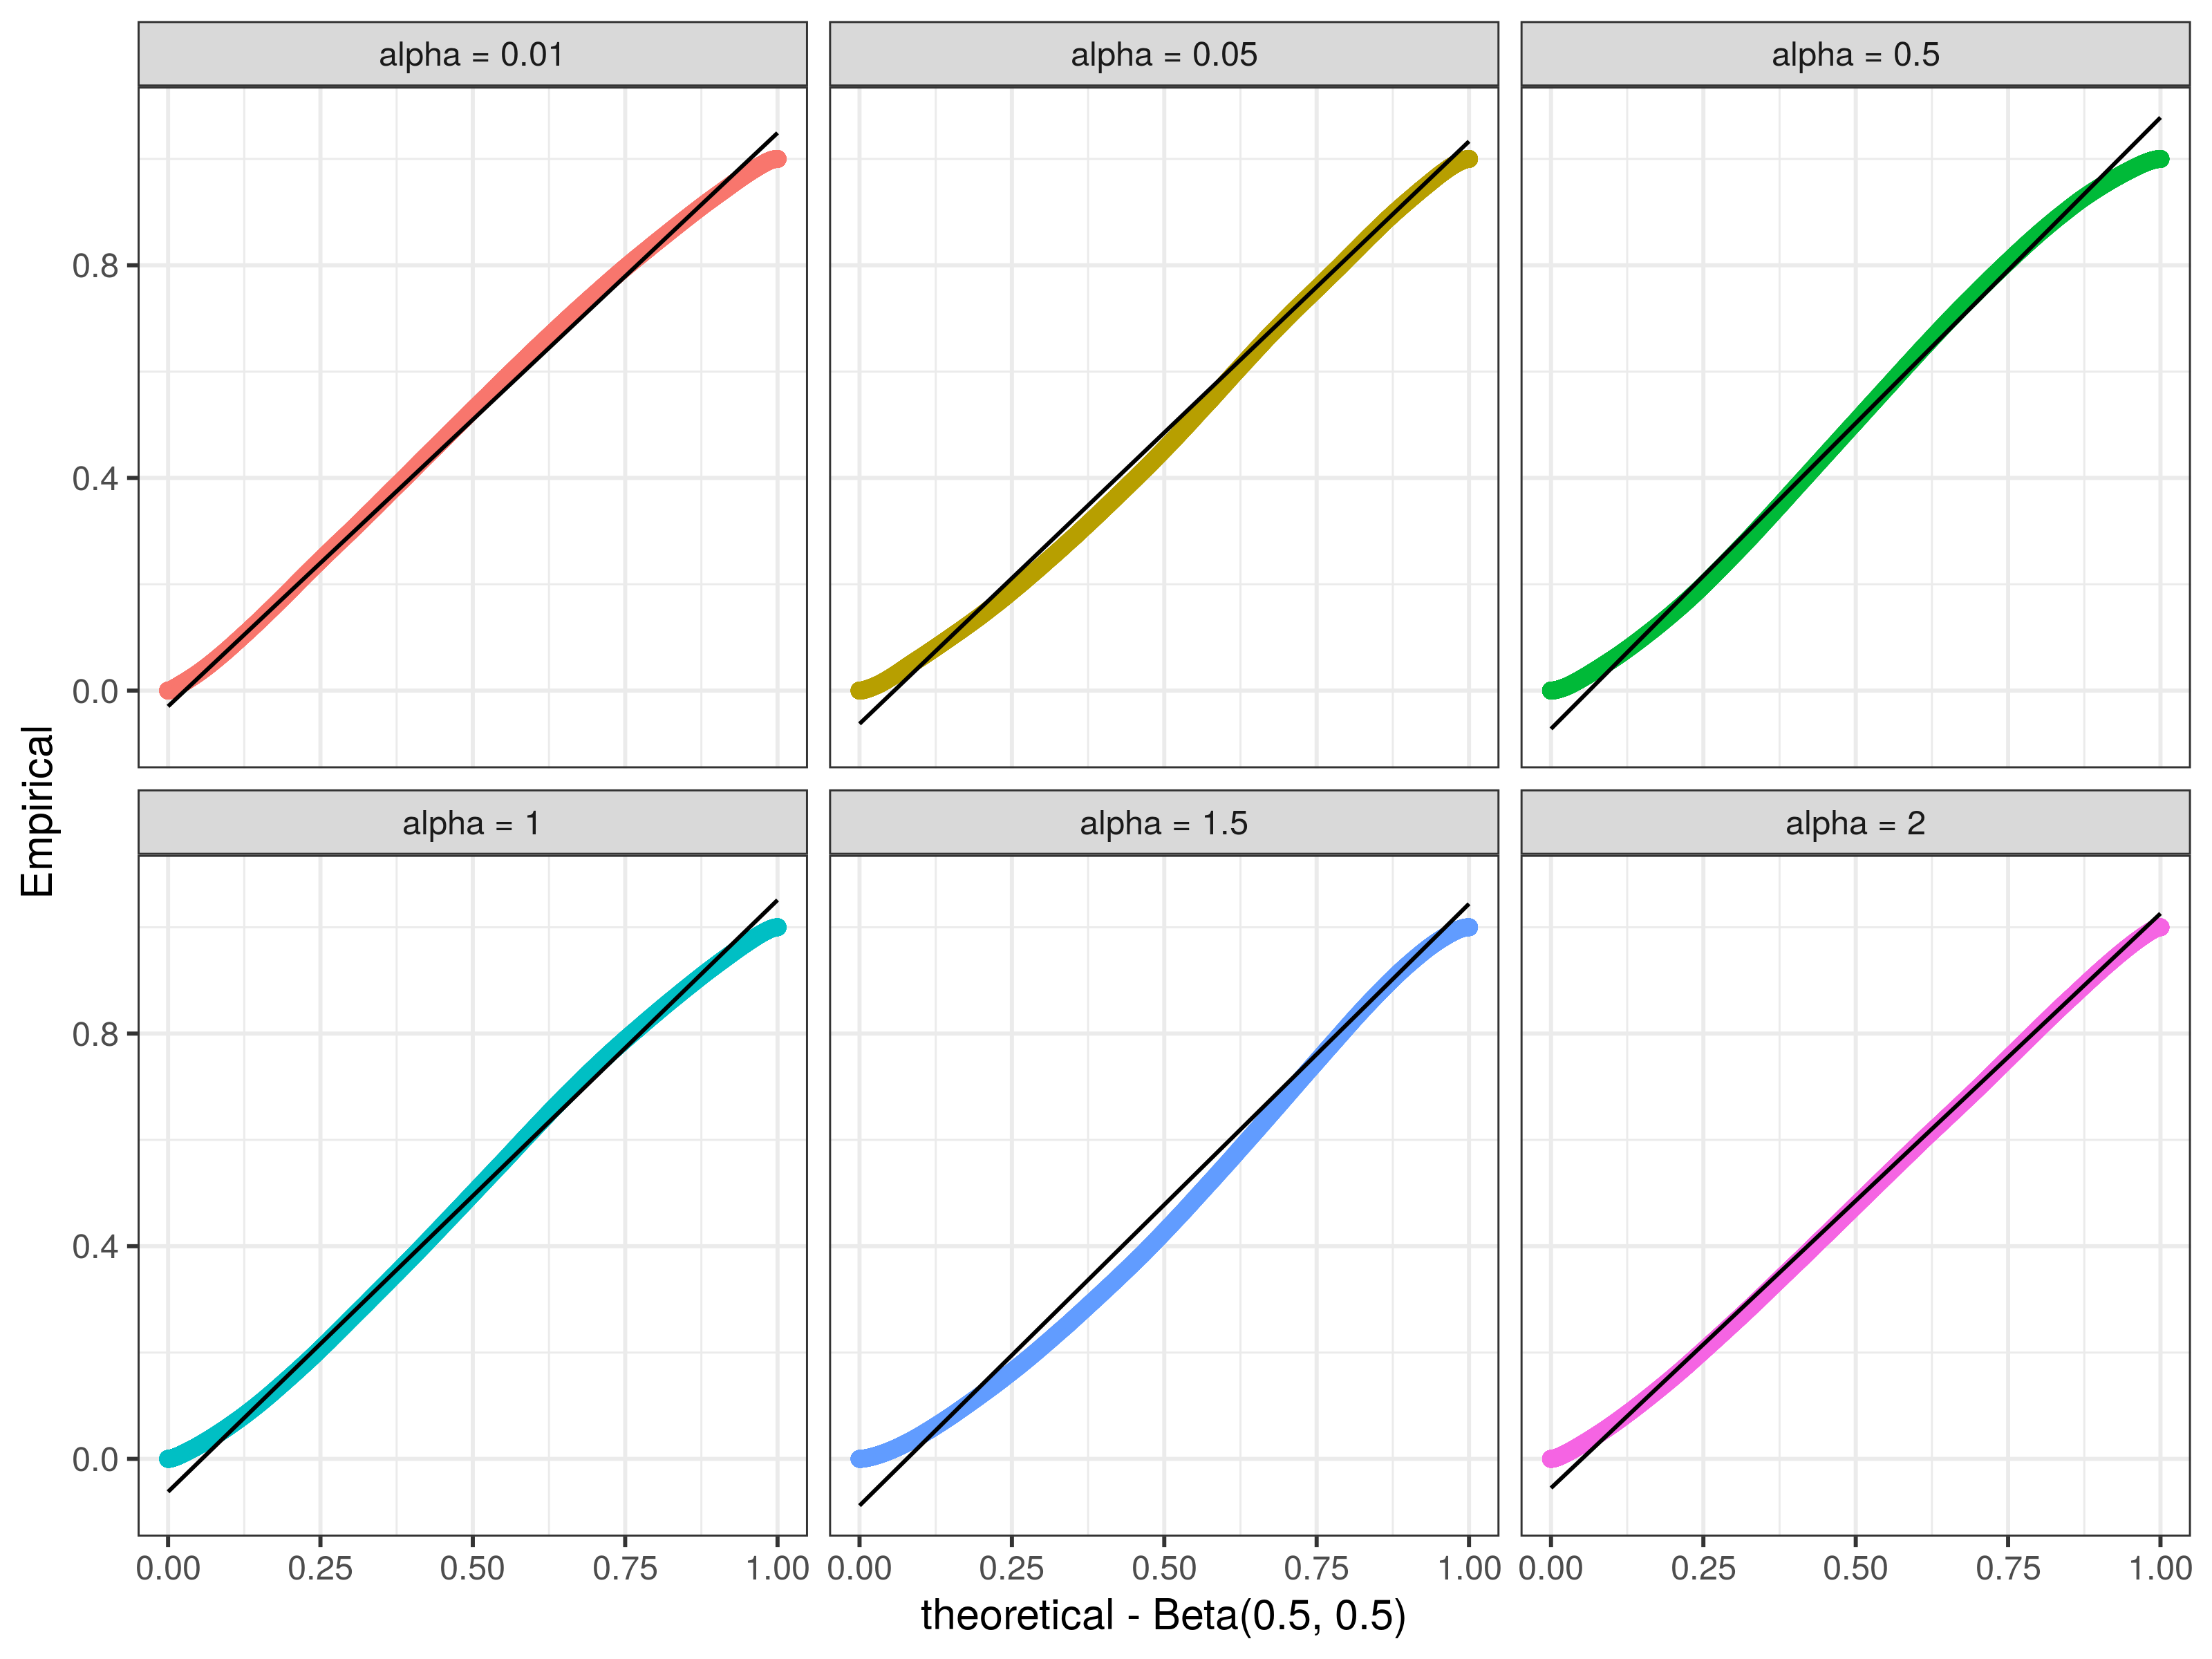 alpha = 0.01
alpha = 0.05
alpha = 0.5
0.8
0.4
0.0
Empirical
alpha = 1
alpha = 1.5
alpha = 2
0.8
0.4
0.0
0.00 0.25 0.50 0.75 1.00
0.00 0.25 0.50 0.75 1.00
0.00 0.25 0.50 0.75 1.00
theoretical - Beta(0.5, 0.5)